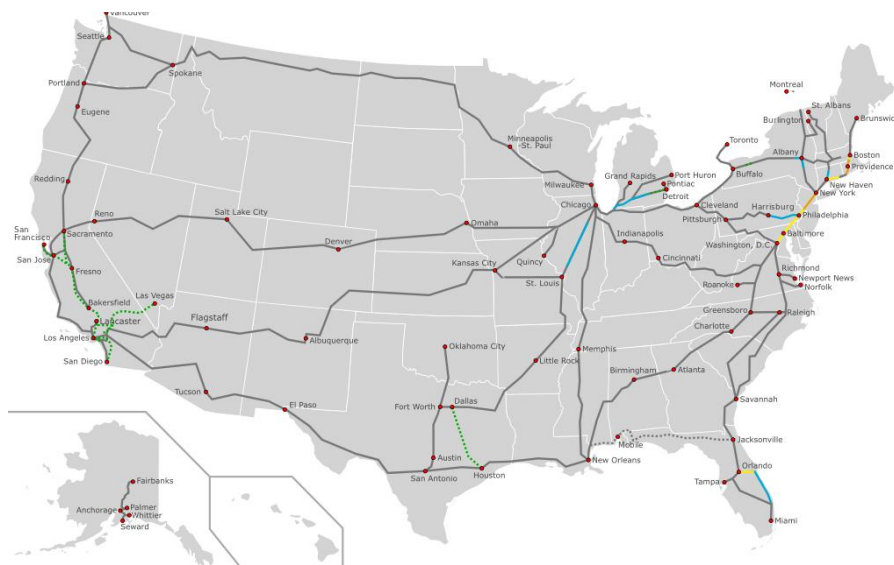 Vancouver
Seattle
Spokane
Portland
Eugene
Montreal
St. Albans
Burlington
Brunswick
Toronto
Albany
Boston
Providence
Minneapolis
-St. Paul
Buffalo
New Haven
New York
Grand Rapids
Port Huron
Pontiac
Detroit
Milwaukee
Redding
Chicago
Cleveland
Harrisburg
Philadelphia
Pittsburgh
Baltimore
Washington, D.C.
Reno
Salt Lake City
Omaha
San
Francisco
Sacramento
Denver
Indianapolis
Cincinnati
San Jose
Fresno
Kansas City
Quincy
St. Louis
Richmond
Newport News
Norfolk
Roanoke
Las Vegas
Bakersfield
Lancaster
Flagstaff
Albuquerque
Los Angeles
San Diego
Greensboro
Raleigh
Charlotte
Oklahoma City
Little Rock
Memphis
Birmingham
Atlanta
Tucson
El Paso
Fort Worth
Dallas
Savannah
Austin
San Antonio
Houston
New Orleans
Mobile
Jacksonville
Orlando
Tampa
Miami
Fairbanks
Anchorage
Palmer
Whittier
Seward